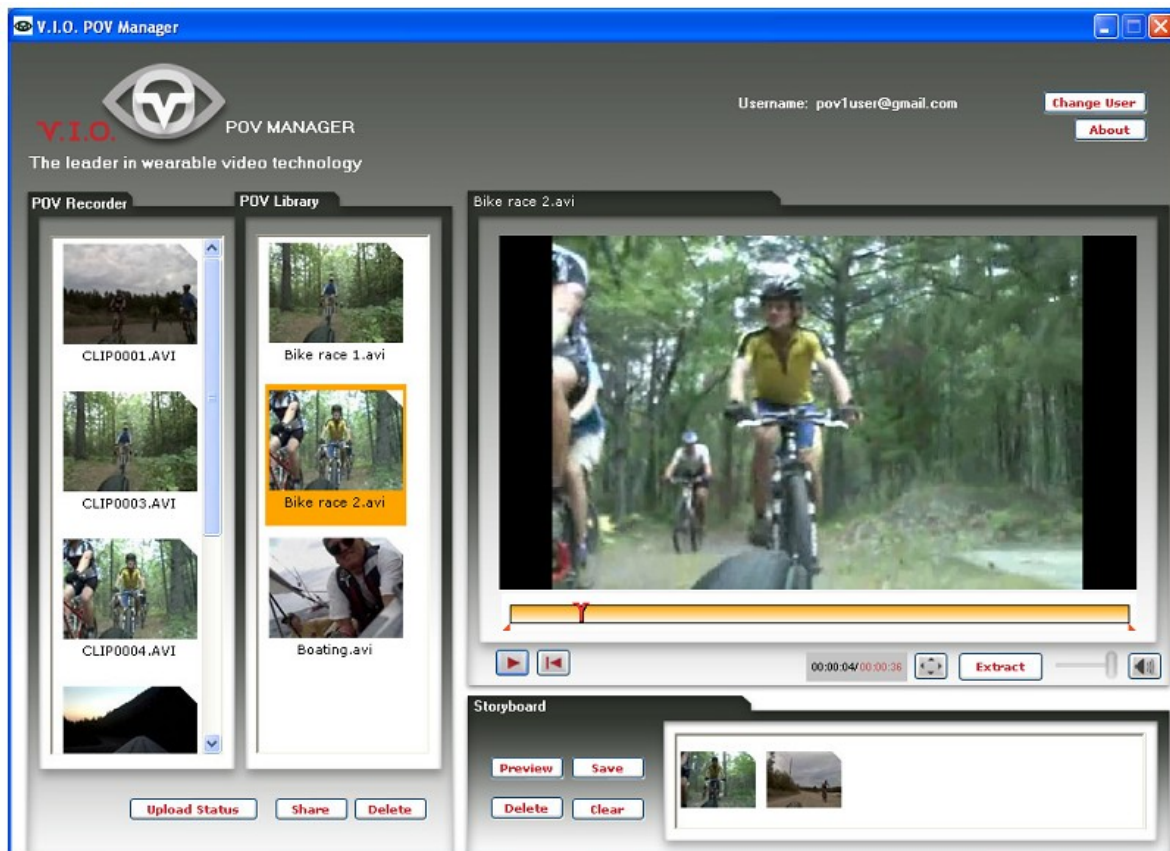 V.I.O. POV Manager
V.I.O. POV MANAGER
The leader in wearable video technology
Username: pov1user@gmail.com
Change User
About
POV Recorder
CLIP0001.AVI
CLIP0003.AVI
CLIP0004.AVI
POV Library
Bike race 1.avi
Bike race 2.avi
Boating.avi
Upload Status
Share
Delete
Bike race 2.avi
00:00:04/00:00:36
Extract
Storyboard
Preview
Save
Delete
Clear